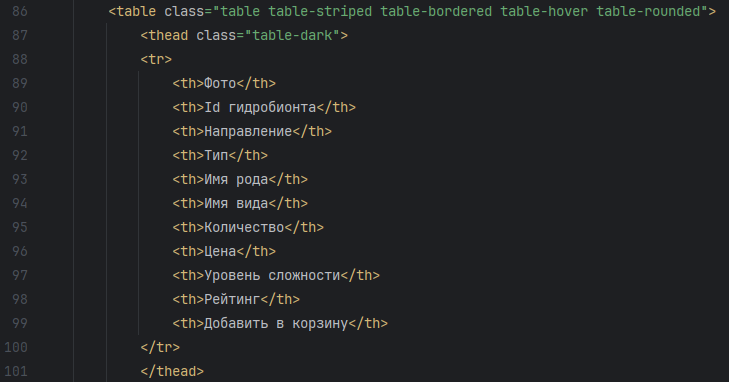 86 <table class="table table-striped table-bordered table-hover table-rounded">
87 <thead class="table-dark">
88 <tr>
89 <th>Фото</th>
90 <th>Id гидробионта</th>
91 <th>Направление</th>
92 <th>Тип</th>
93 <th>Имя рода</th>
94 <th>Имя вида</th>
95 <th>Количество</th>
96 <th>Цена</th>
97 <th>Уровень сложности</th>
98 <th>Рейтинг</th>
99 <th>Добавить в корзину</th>
100 </tr>
101 </thead>